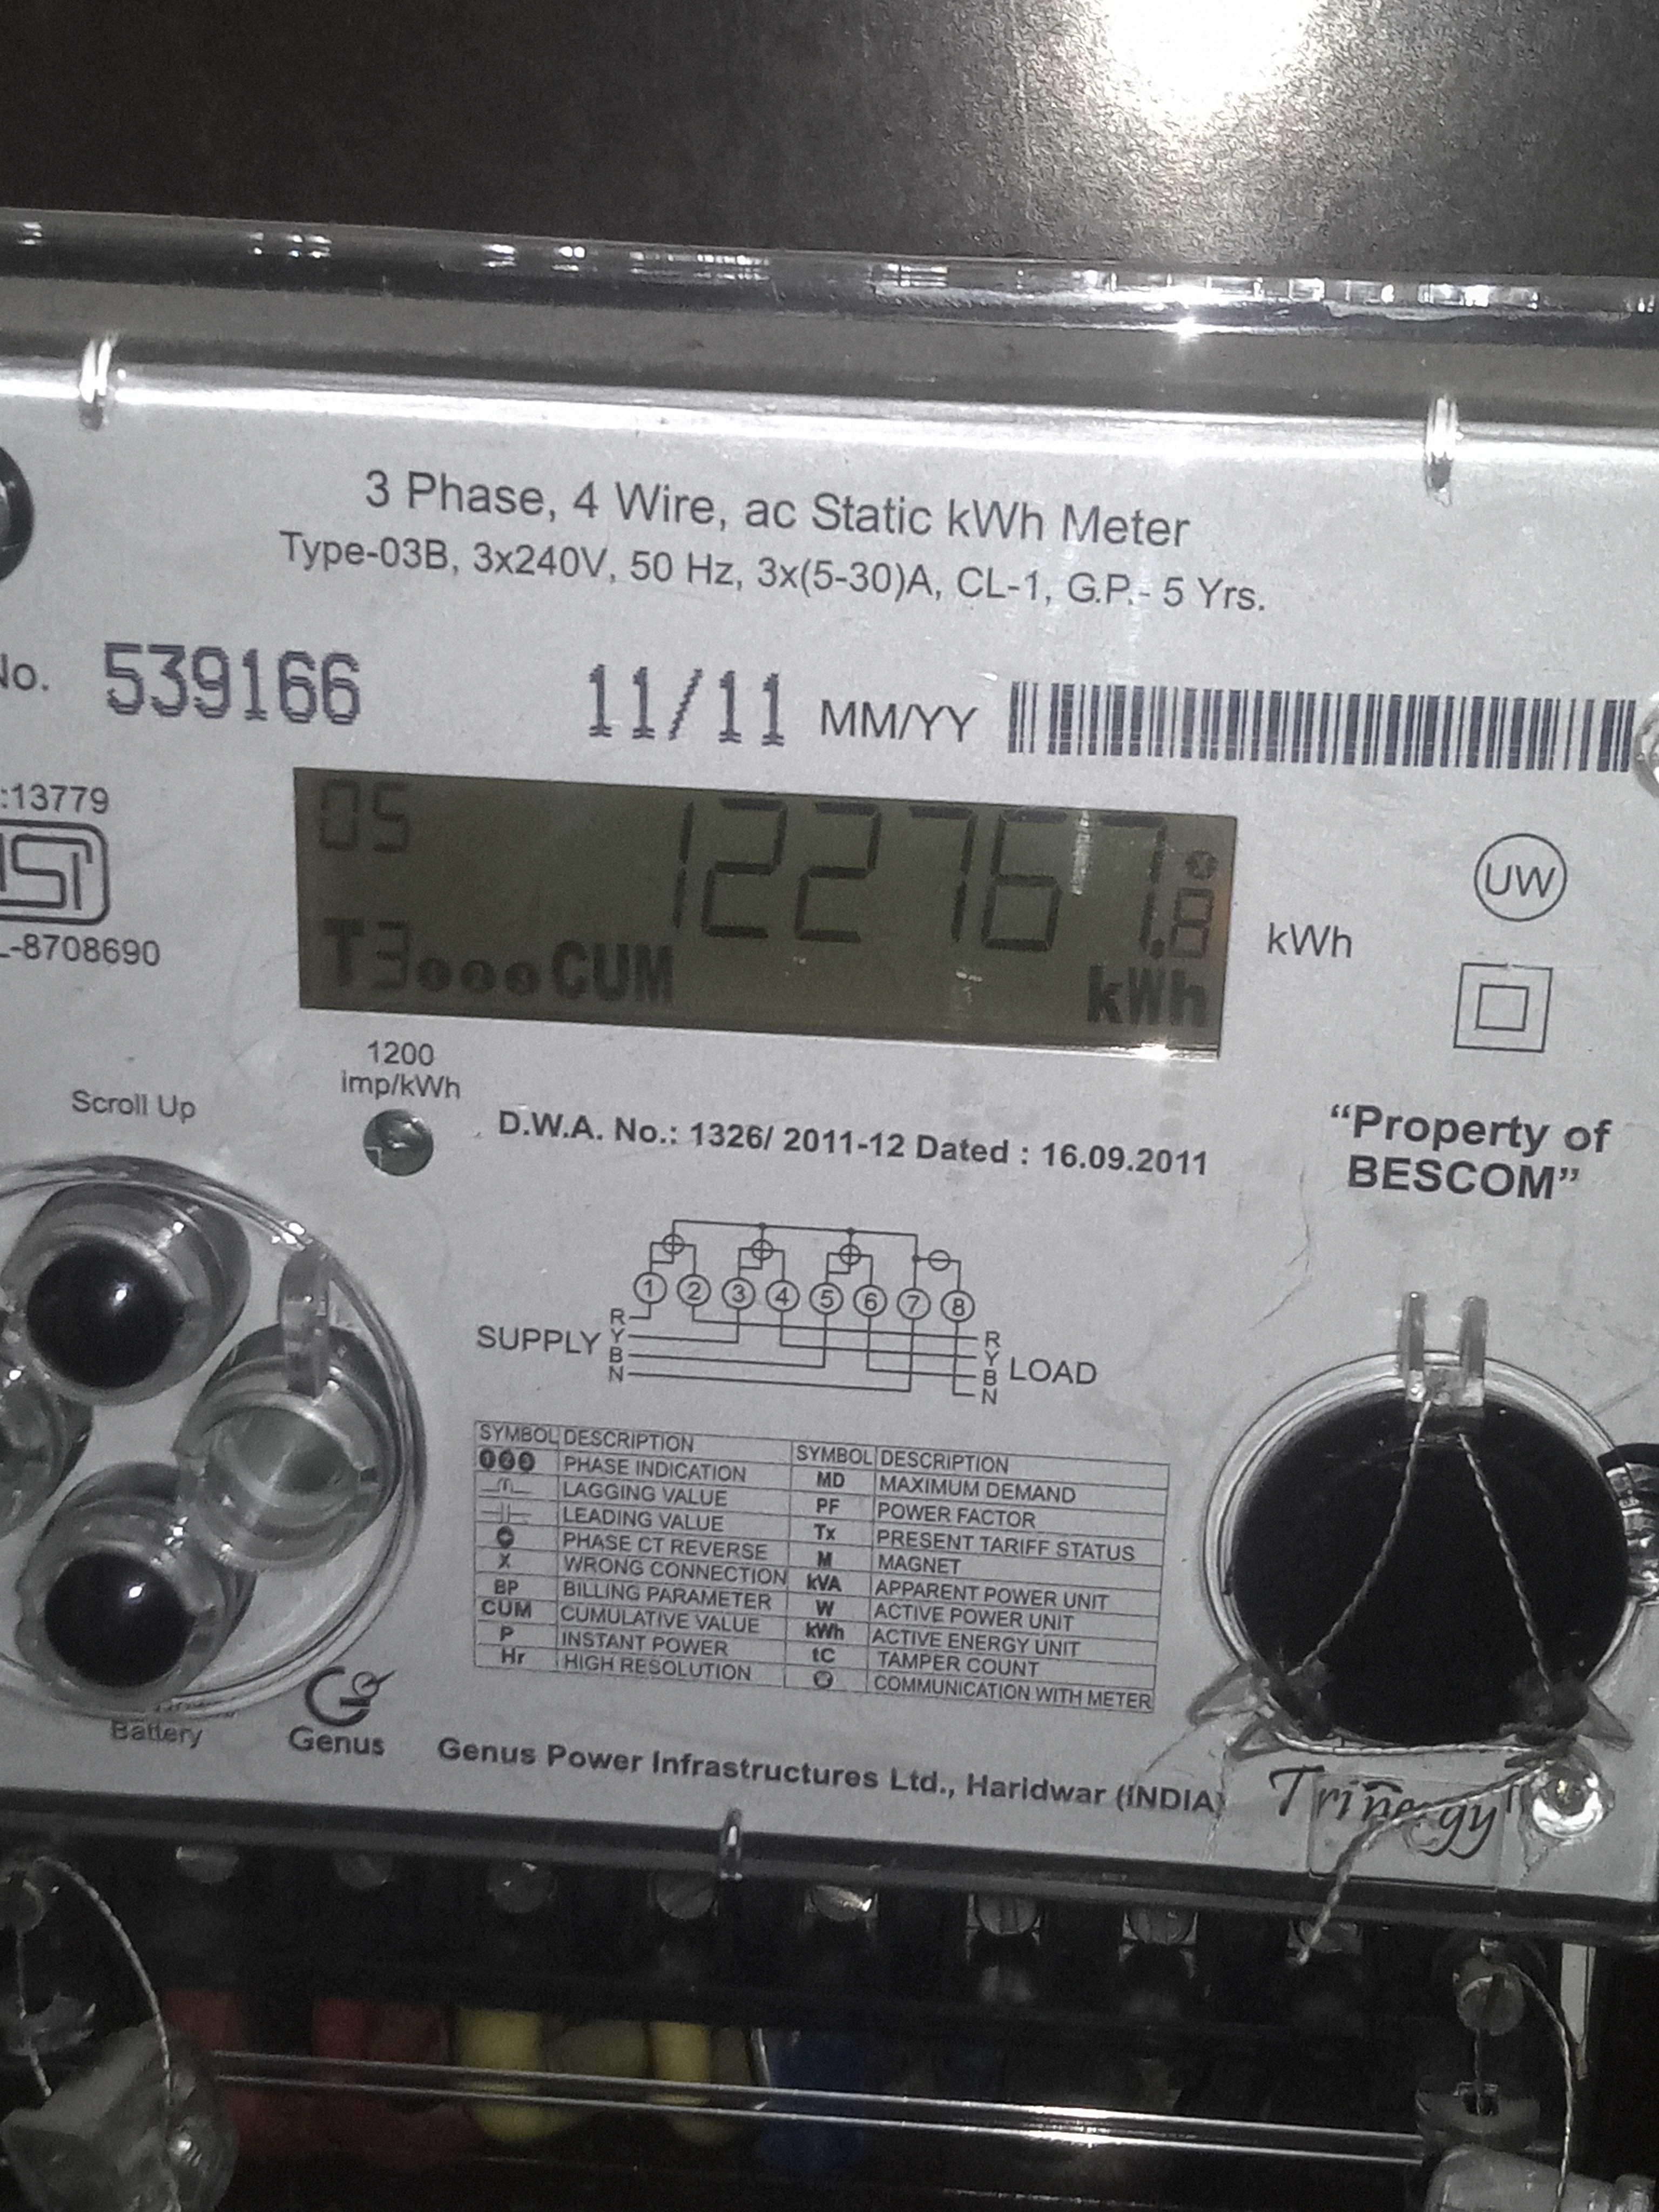 3 Phase, 4 Wire, ac Static kWh Meter
Type-03B, 3x240V, 50 Hz, 3x(5-30)A, CL-1, G.P.- 5 Yrs.
No. 539166 11/11 MM/YY
:13779
-8708690
05 122767.8
T3 123 CUM kWh
kWh
UW
1200
imp/kWh
Scroll Up
D.W.A. No.: 1326/ 2011-12 Dated : 16.09.2011
“Property of
BESCOM”
1 2 3 4 5 6 7 8
SUPPLY R Y B N
R Y B N LOAD
SYMBOL DESCRIPTION SYMBOL DESCRIPTION
PHASE INDICATION MD MAXIMUM DEMAND
LAGGING VALUE PF POWER FACTOR
LEADING VALUE Tx PRESENT TARIFF STATUS
PHASE CT REVERSE M MAGNET
X WRONG CONNECTION kVA APPARENT POWER UNIT
BP BILLING PARAMETER W ACTIVE POWER UNIT
CUM CUMULATIVE VALUE kWh ACTIVE ENERGY UNIT
P INSTANT POWER tC TAMPER COUNT
Hr HIGH RESOLUTION COMMUNICATION WITH METER
Battery
Genus
Genus Power Infrastructures Ltd., Haridwar (INDIA)
Trinergy